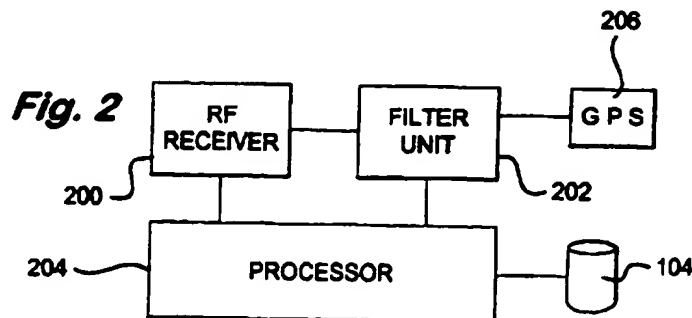 206
Fig. 2
RF
RECEIVER
FILTER
UNIT
GPS
200
202
204
PROCESSOR
104